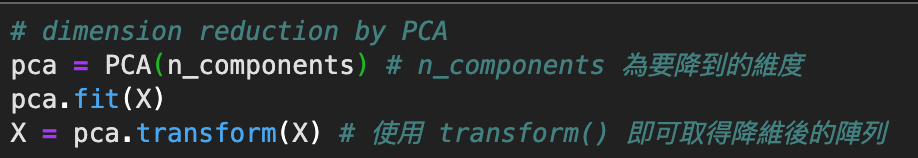 # dimension reduction by PCA
pca = PCA(n_components) # n_components 為要降到的維度
pca.fit(X)
X = pca.transform(X) # 使用 transform() 即可取得降維後的陣列